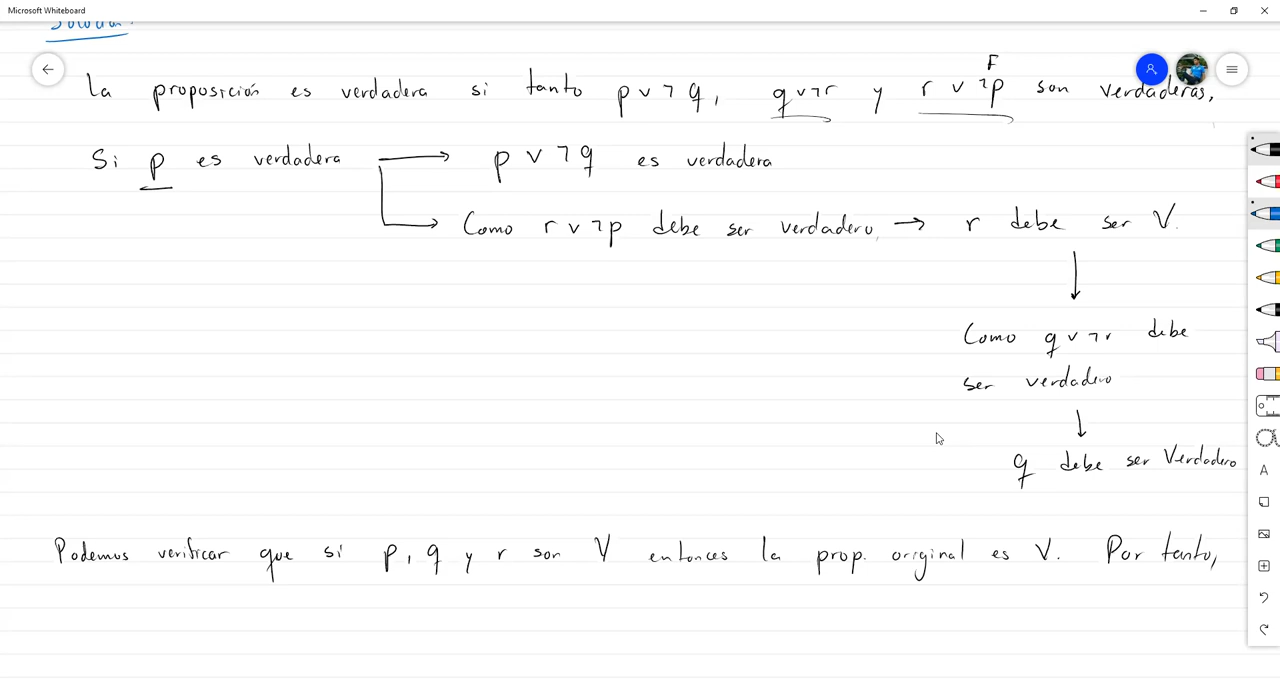 Microsoft Whiteboard
Solución:
La proposición es verdadera si tanto p ∨ ¬q, q ∨ ¬r y r ∨ ¬p son verdaderas,
F
Si p es verdadera → p ∨ ¬q es verdadera
Como r ∨ ¬p debe ser verdadero, → r debe ser V.
Como q ∨ ¬r debe
ser verdadero
q debe ser Verdadero
Podemos verificar que si p, q y r son V entonces la prop. original es V. Por tanto,